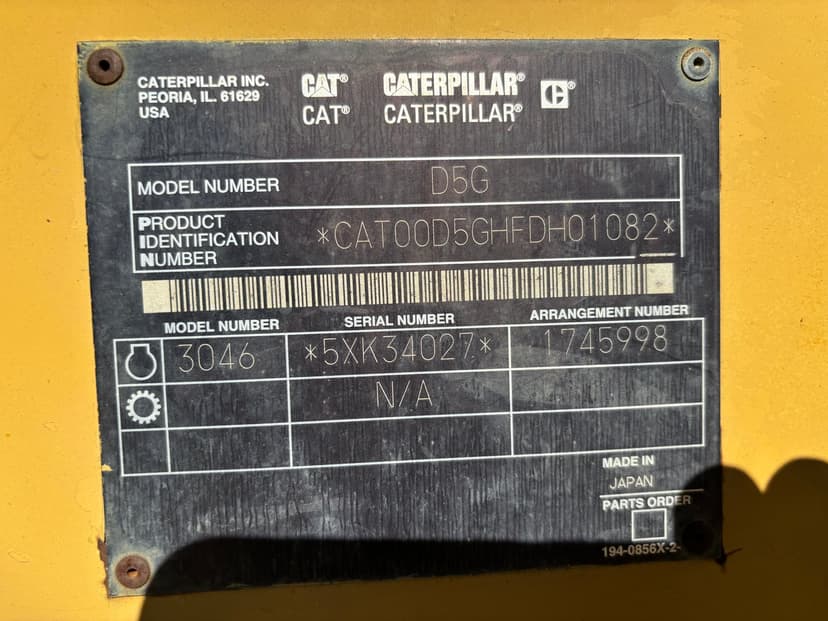 CATERPILLAR INC.
PEORIA, IL. 61629
USA
CAT®
CAT®
CATERPILLAR®
CATERPILLAR®
C®
MODEL NUMBER D5G
PRODUCT IDENTIFICATION NUMBER *CAT00D5GHFDH01082*
MODEL NUMBER SERIAL NUMBER ARRANGEMENT NUMBER
3046 *5XK34027* 1745998
N/A
MADE IN
JAPAN
PARTS ORDER
194-0856X-2-